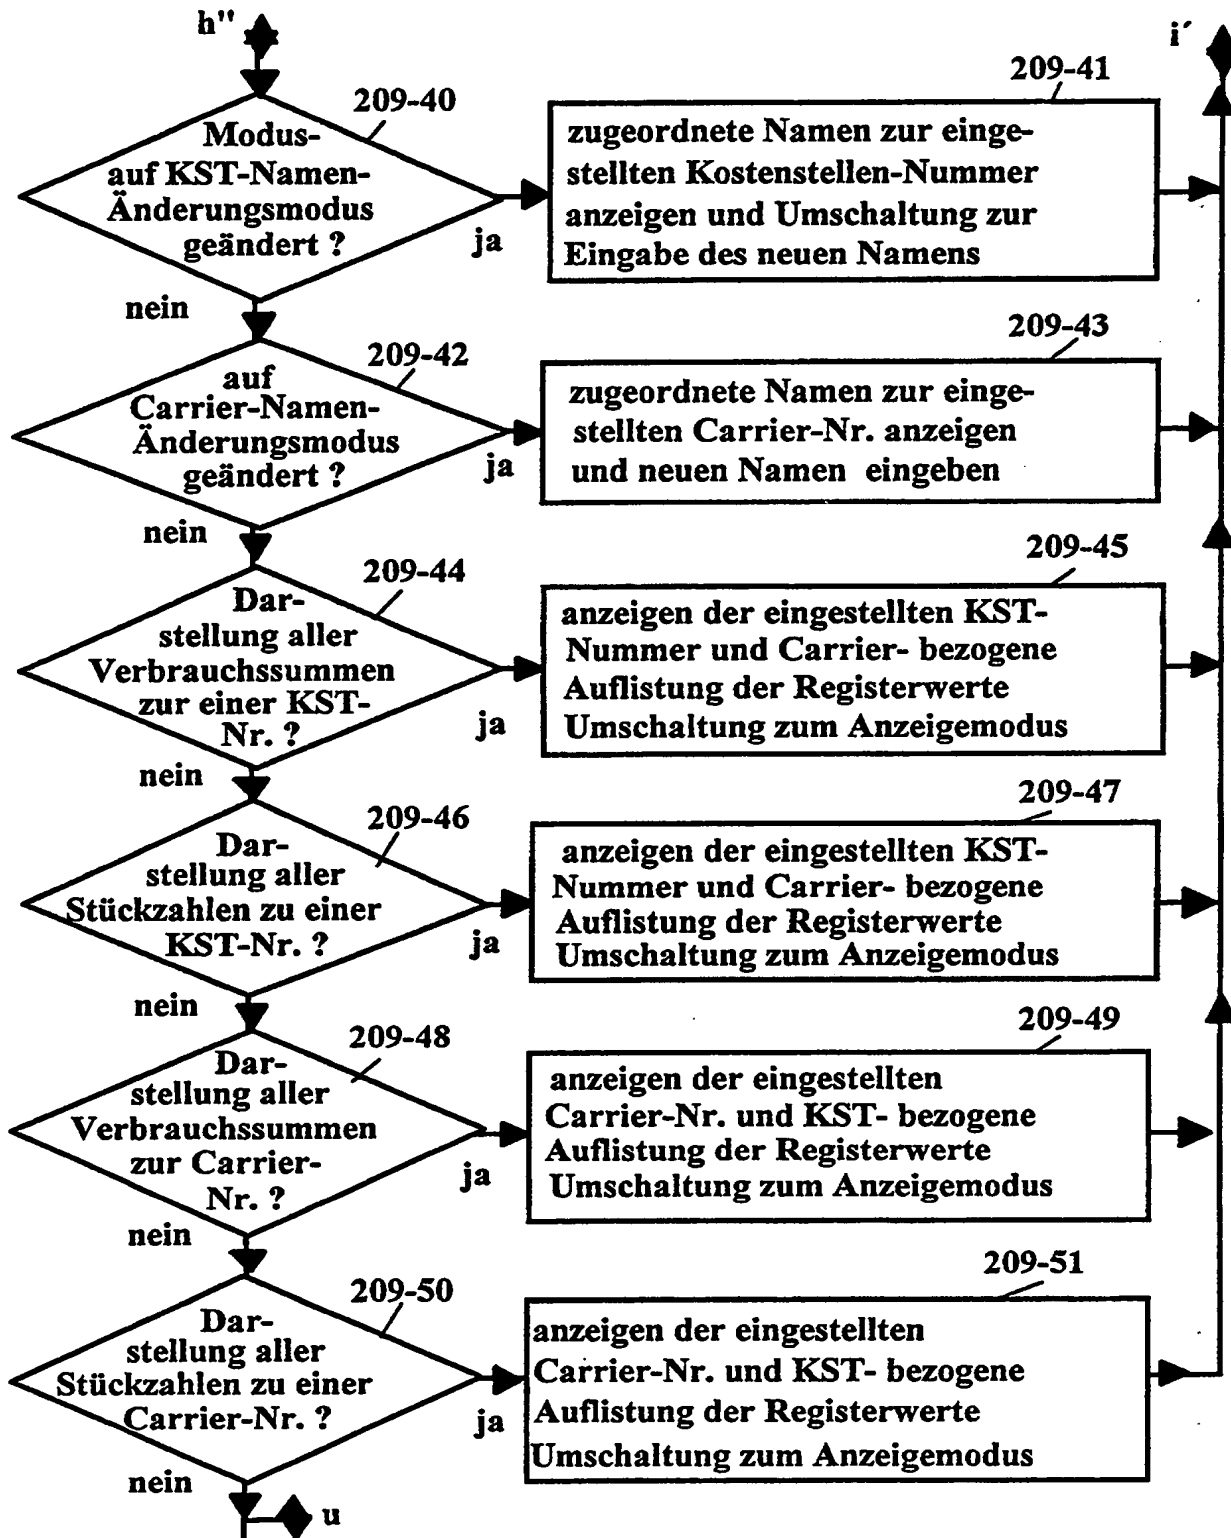 h"
i´
209-40
Modus-
auf KST-Namen-
Änderungsmodus
geändert ?
ja
nein
209-41
zugeordnete Namen zur einge-
stellten Kostenstellen-Nummer
anzeigen und Umschaltung zur
Eingabe des neuen Namens
209-42
auf
Carrier-Namen-
Änderungsmodus
geändert ?
ja
nein
209-43
zugeordnete Namen zur einge-
stellten Carrier-Nr. anzeigen
und neuen Namen eingeben
209-44
Dar-
stellung aller
Verbrauchssummen
zur einer KST-
Nr. ?
ja
nein
209-45
anzeigen der eingestellten KST-
Nummer und Carrier- bezogene
Auflistung der Registerwerte
Umschaltung zum Anzeigemodus
209-46
Dar-
stellung aller
Stückzahlen zu einer
KST-Nr. ?
ja
nein
209-47
anzeigen der eingestellten KST-
Nummer und Carrier- bezogene
Auflistung der Registerwerte
Umschaltung zum Anzeigemodus
209-48
Dar-
stellung aller
Verbrauchssummen
zur Carrier-
Nr. ?
ja
nein
209-49
anzeigen der eingestellten
Carrier-Nr. und KST- bezogene
Auflistung der Registerwerte
Umschaltung zum Anzeigemodus
209-50
Dar-
stellung aller
Stückzahlen zu einer
Carrier-Nr. ?
ja
nein
209-51
anzeigen der eingestellten
Carrier-Nr. und KST- bezogene
Auflistung der Registerwerte
Umschaltung zum Anzeigemodus
u